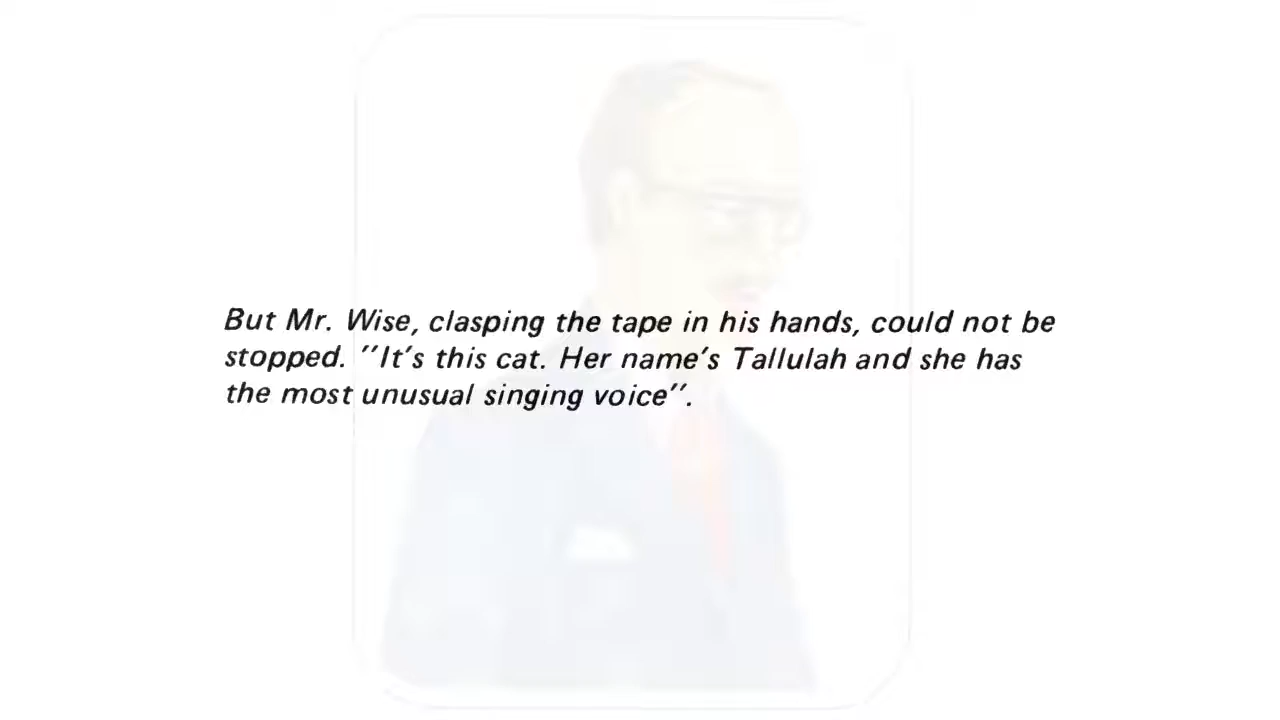 But Mr. Wise, clasping the tape in his hands, could not be
stopped. "It's this cat. Her name's Tallulah and she has
the most unusual singing voice".